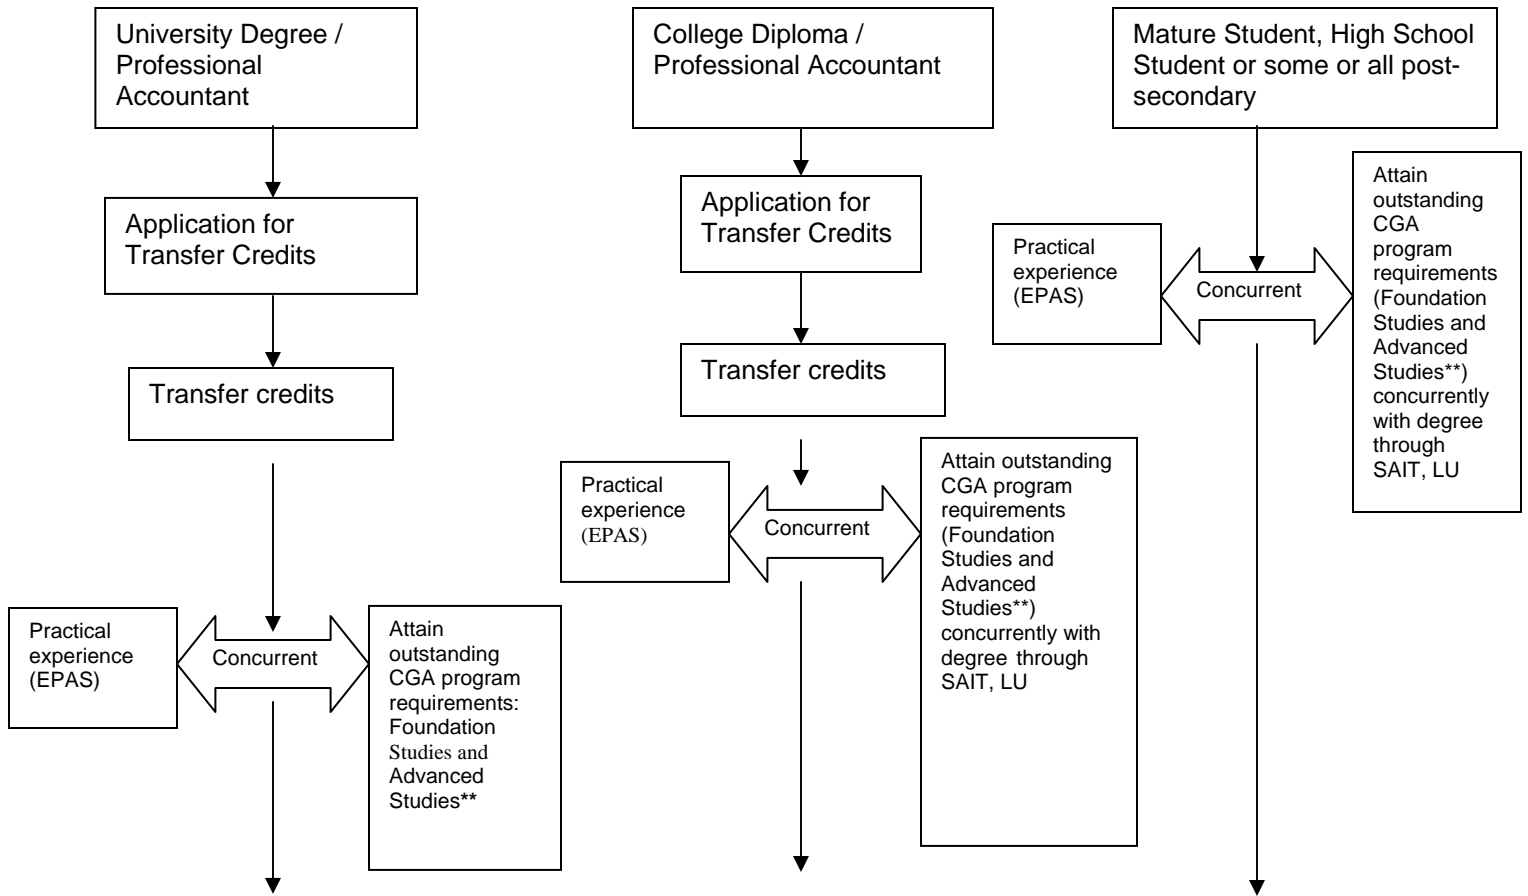 University Degree /
Professional
Accountant
Application for
Transfer Credits
Transfer credits
Practical
experience
(EPAS)
Concurrent
Attain
outstanding
CGA program
requirements:
Foundation
Studies and
Advanced
Studies**
College Diploma /
Professional Accountant
Application for
Transfer Credits
Transfer credits
Practical
experience
(EPAS)
Concurrent
Attain outstanding
CGA program
requirements
(Foundation
Studies and
Advanced
Studies**)
concurrently with
degree through
SAIT, LU
Mature Student, High School
Student or some or all post-
secondary
Practical
experience
(EPAS)
Concurrent
Attain
outstanding
CGA
program
requirements
(Foundation
Studies and
Advanced
Studies**)
concurrently
with degree
through
SAIT, LU